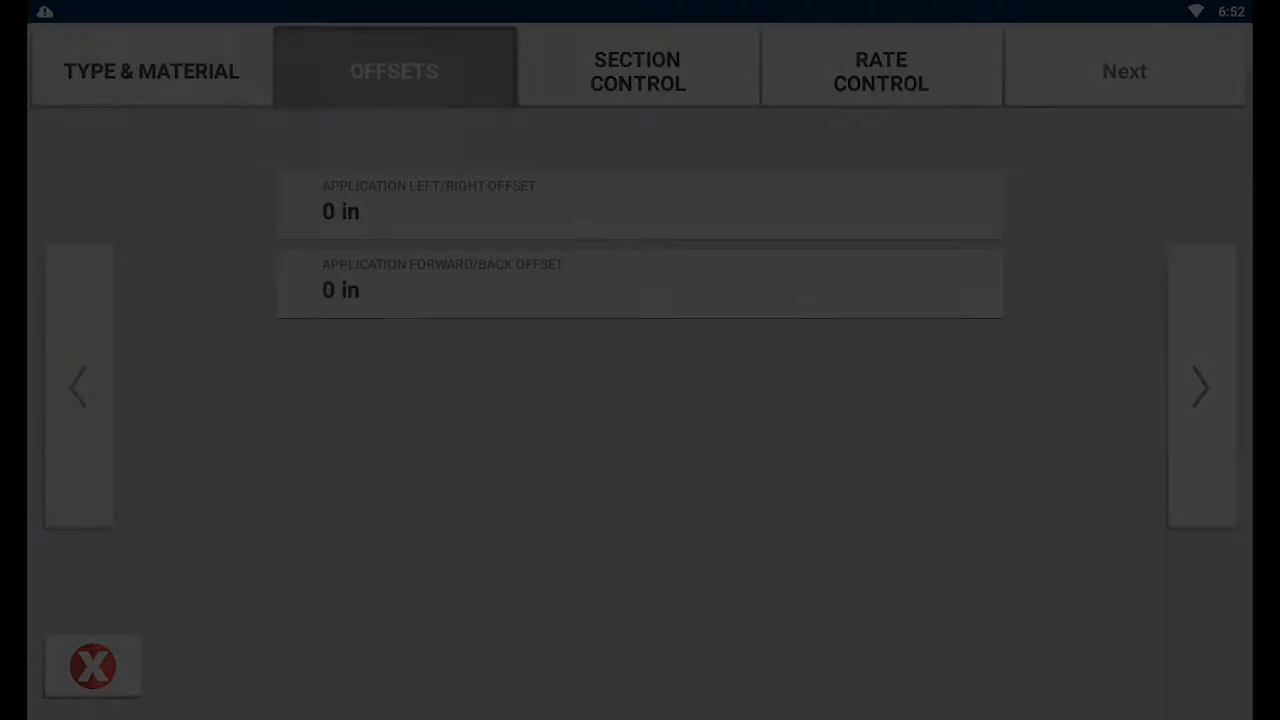 6:52
TYPE & MATERIAL
OFFSETS
SECTION
CONTROL
RATE
CONTROL
Next
APPLICATION LEFT/RIGHT OFFSET
0 in
APPLICATION FORWARD/BACK OFFSET
0 in
X